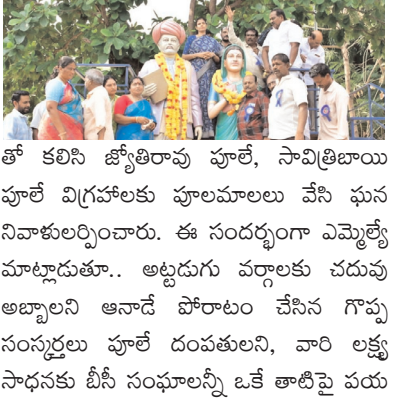 తో కలిసి జ్యోతిరావు పూలే, సావిత్రిబాయి
పూలే విగ్రహాలకు పూలమాలలు వేసి ఘన
నివాళులర్పించారు. ఈ సందర్భంగా ఎమ్మెల్యే
మాట్లాడుతూ.. అట్టడుగు వర్గాలకు చదువు
అబ్బాలని ఆనాడే పోరాటం చేసిన గొప్ప
సంస్కర్తలు పూలే దంపతులని, వారి లక్ష్య
సాధనకు బీసీ సంఘాలన్నీ ఒకే తాటిపై పయ